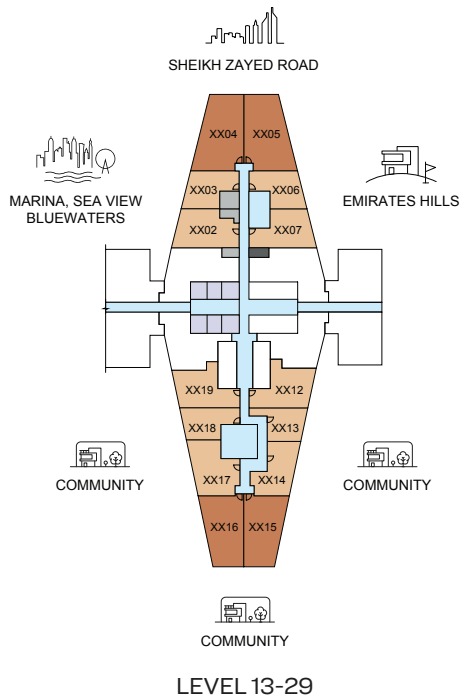 SHEIKH ZAYED ROAD
XX04 XX05
MARINA, SEA VIEW
BLUEWATERS
XX03 XX06
EMIRATES HILLS
XX02 XX07
XX19 XX12
XX18 XX13
COMMUNITY
XX17 XX14
COMMUNITY
XX16 XX15
COMMUNITY
LEVEL 13-29